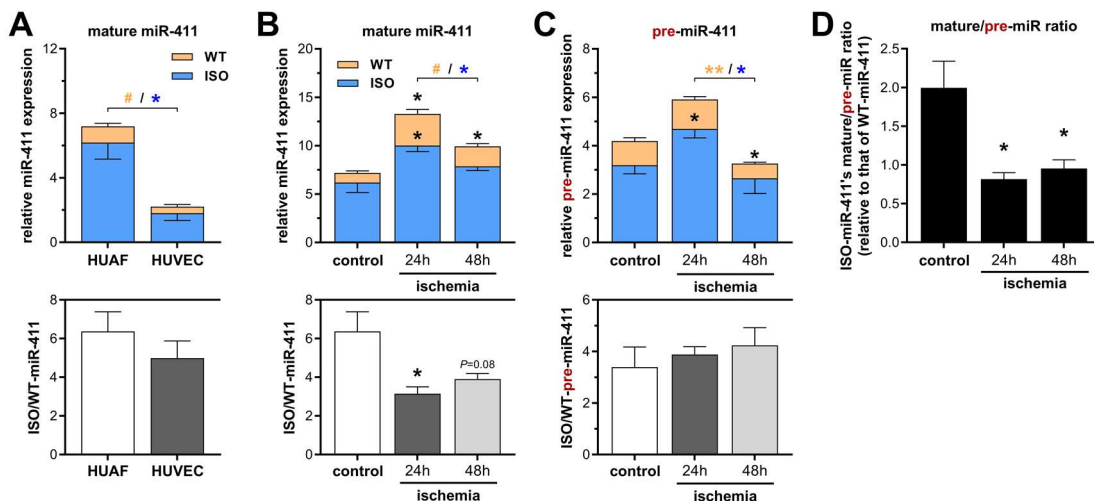 A
mature miR-411
relative miR-411 expression
12
9
6
3
0
WT
ISO
# / *
HUAF
HUVEC
ISO/WT-miR-411
8
6
4
2
0
HUAF
HUVEC
B
mature miR-411
relative miR-411 expression
20
15
10
5
0
WT
ISO
# / *
*
*
*
control
24h
48h
ischemia
ISO/WT-miR-411
8
6
4
2
0
*
P=0.08
control
24h
48h
ischemia
C
pre-miR-411
relative pre-miR-411 expression
8
6
4
2
0
** / *
*
*
control
24h
48h
ischemia
ISO/WT-pre-miR-411
6
4
2
0
control
24h
48h
ischemia
D
mature/pre-miR ratio
ISO-miR-411's mature/pre-miR ratio
(relative to that of WT-miR-411)
2.5
2.0
1.5
1.0
0.5
0.0
*
*
control
24h
48h
ischemia